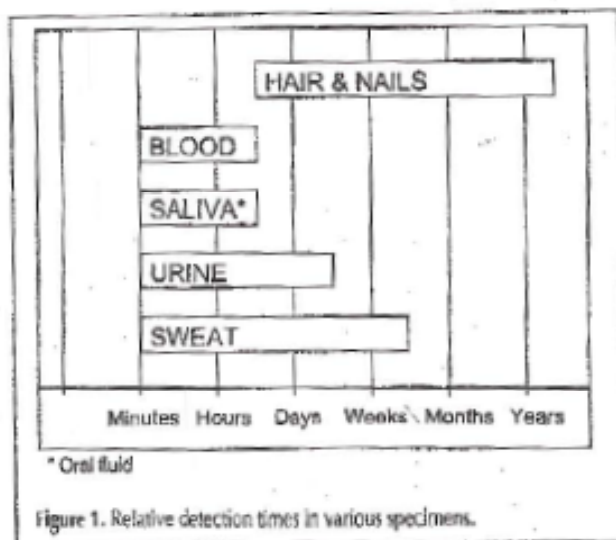 HAIR & NAILS
BLOOD
SALIVA*
URINE
SWEAT
Minutes Hours Days Weeks Months Years
* Oral fluid
Figure 1. Relative detection times in various specimens.